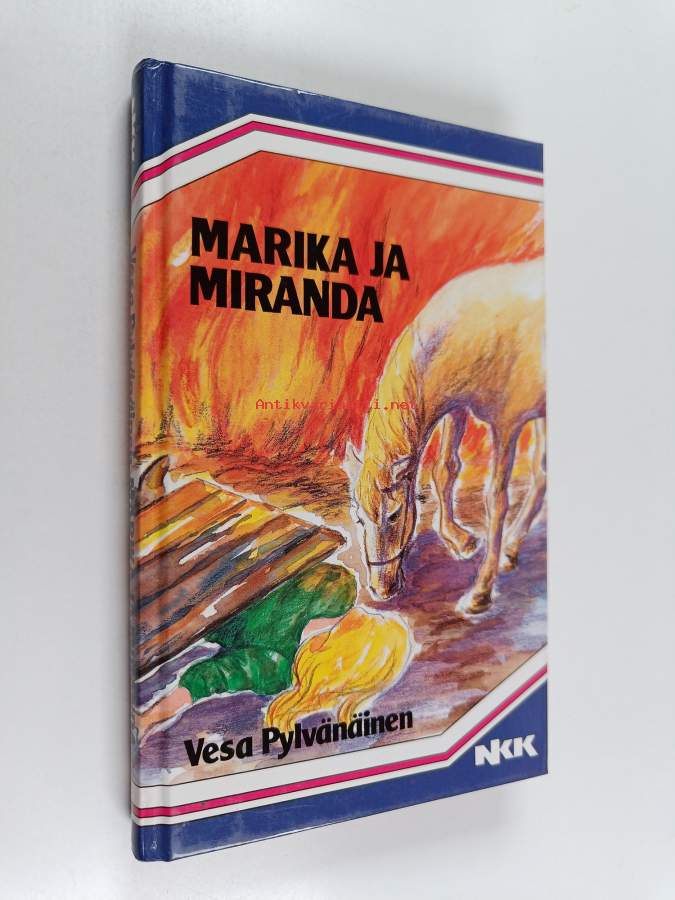 MARIKA JA
MIRANDA
Antikvariaatti.net
Vesa Pylvänäinen
NKK